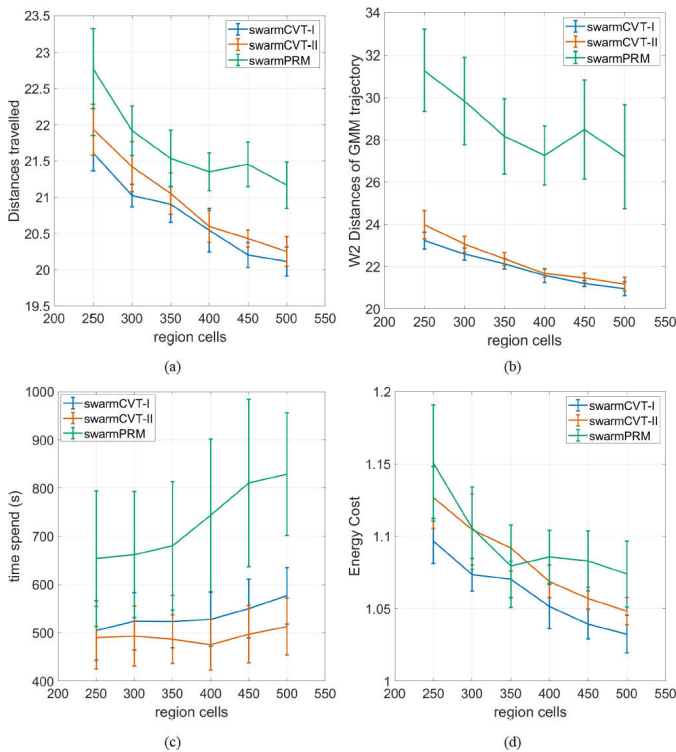 23.5
23
22.5
22
21.5
21
20.5
20
19.5
Distances travelled
swarmCVT-I
swarmCVT-II
swarmPRM
200 250 300 350 400 450 500 550
region cells
(a)
36
34
32
30
28
26
24
22
20
W2 Distances of GMM trajectory
swarmCVT-I
swarmCVT-II
swarmPRM
200 250 300 350 400 450 500 550
region cells
(b)
1000
900
800
700
600
500
400
time spend (s)
swarmCVT-I
swarmCVT-II
swarmPRM
200 250 300 350 400 450 500 550
region cells
(c)
1.2
1.15
1.1
1.05
1
Energy Cost
swarmCVT-I
swarmCVT-II
swarmPRM
200 250 300 350 400 450 500 550
region cells
(d)